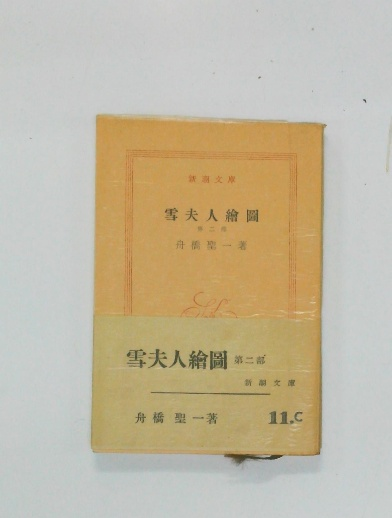 新潮文庫
雪夫人繪圖
第二部
舟橋聖一著
雪夫人繪圖 第二部
新潮文庫
舟橋聖一著
11.C